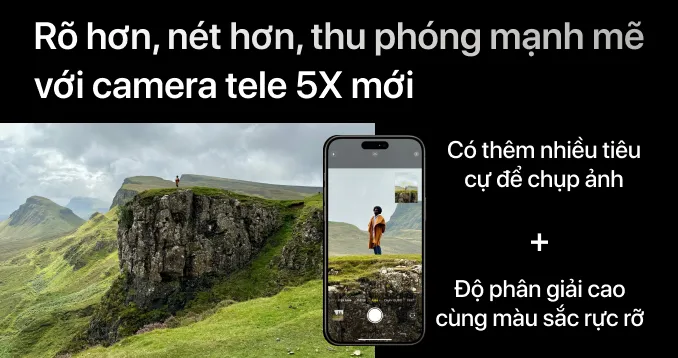 Rõ hơn, nét hơn, thu phóng mạnh mẽ
với camera tele 5X mới
Có thêm nhiều tiêu
cự để chụp ảnh
+
Độ phân giải cao
cùng màu sắc rực rỡ